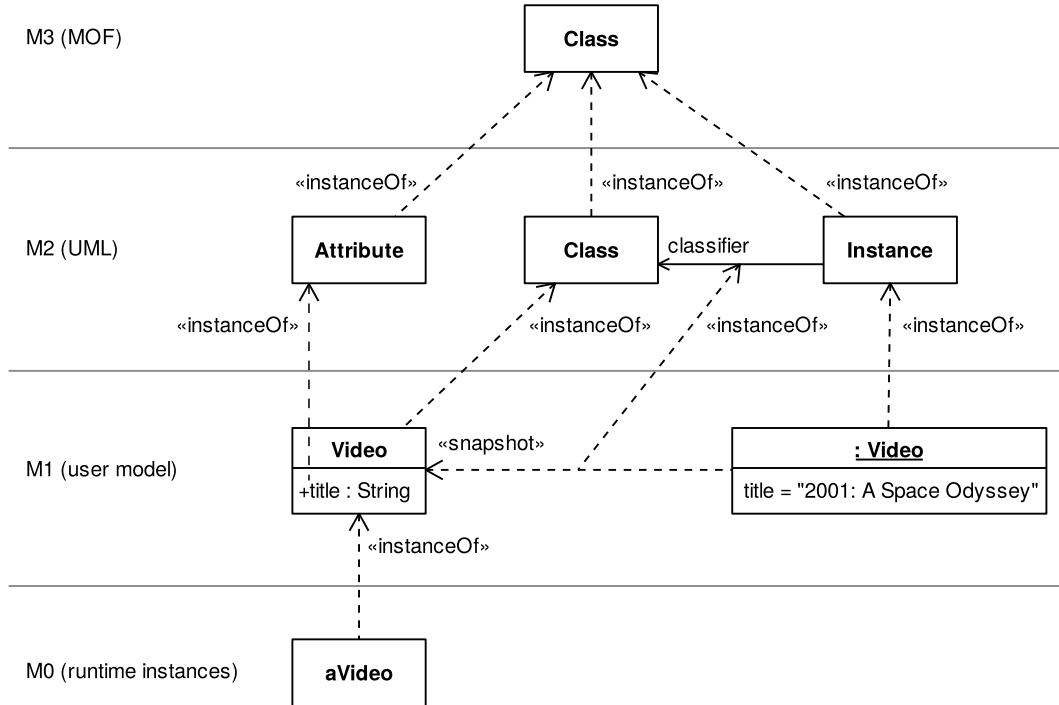 M3 (MOF)
Class
«instanceOf»
«instanceOf»
«instanceOf»
M2 (UML)
Attribute
Class
classifier
Instance
«instanceOf»
«instanceOf»
«instanceOf»
«instanceOf»
M1 (user model)
Video
+title : String
«snapshot»
: Video
title = "2001: A Space Odyssey"
«instanceOf»
M0 (runtime instances)
aVideo